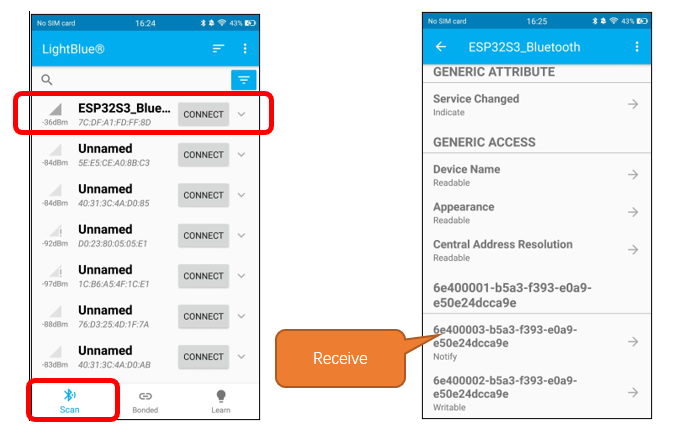 No SIM card 16:24 43%
LightBlue®
ESP32S3_Blue...
-36dBm 7C:DF:A1:FD:FF:8D CONNECT
Unnamed
-84dBm 5E:E5:CE:A0:8B:C3 CONNECT
Unnamed
-84dBm 40:31:3C:4A:D0:85 CONNECT
Unnamed
-92dBm D0:23:80:05:05:E1 CONNECT
Unnamed
-97dBm 1C:B6:A5:4F:1C:E1 CONNECT
Unnamed
-88dBm 76:D3:25:4D:1F:7A CONNECT
Unnamed
-83dBm 40:31:3C:4A:D0:AB CONNECT
Scan Bonded Learn
No SIM card 16:25 43%
ESP32S3_Bluetooth
GENERIC ATTRIBUTE
Service Changed
Indicate
GENERIC ACCESS
Device Name
Readable
Appearance
Readable
Central Address Resolution
Readable
6e400001-b5a3-f393-e0a9-
e50e24dcca9e
6e400003-b5a3-f393-e0a9-
e50e24dcca9e
Notify
6e400002-b5a3-f393-e0a9-
e50e24dcca9e
Writable
Receive